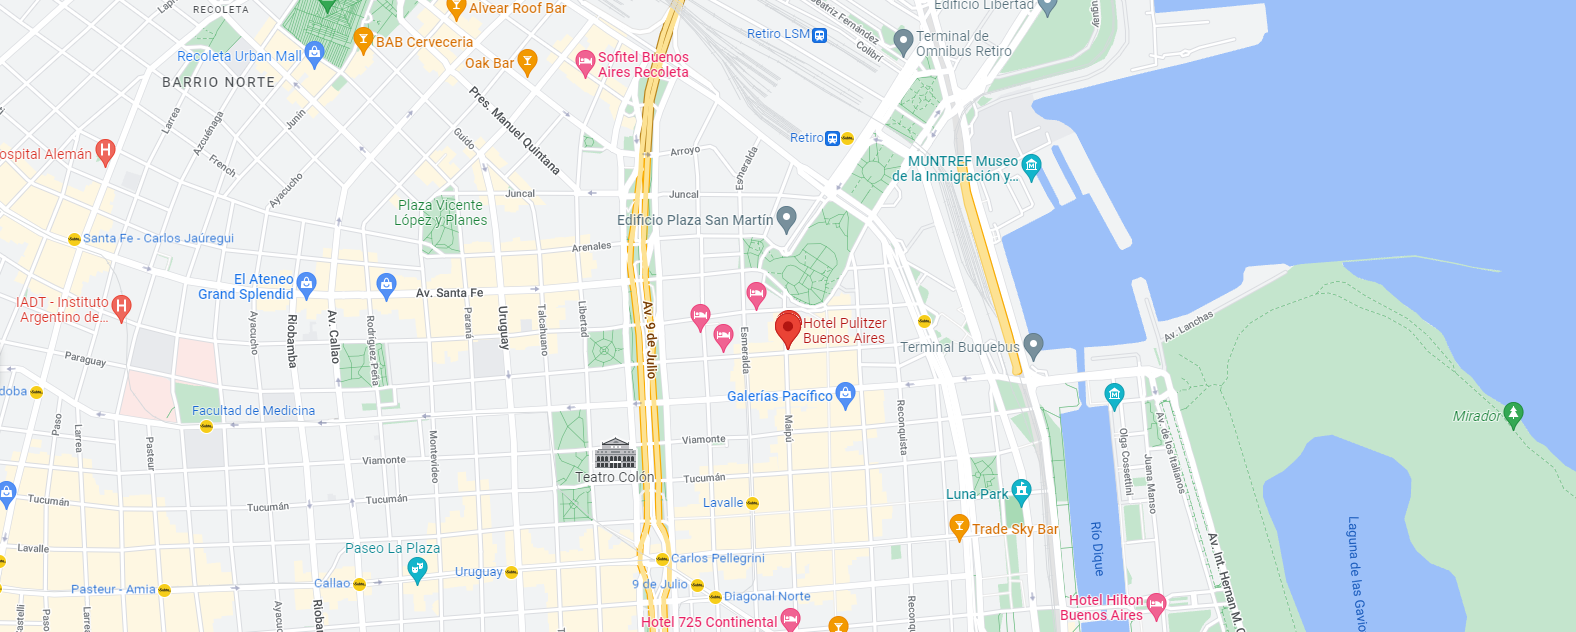 RECOLETA
Alvear Roof Bar
Edificio Libertad
Beatriz Fernández
Colibrí
Uruguay
Retiro LSM
Terminal de
Omnibus Retiro
BAB Cervecería
Recoleta Urban Mall
Oak Bar
Sofitel Buenos
Aires Recoleta
BARRIO NORTE
Larrea
Azcuénaga
Junin
French
Ayacucho
Guido
Pres. Manuel Quintana
Retiro
ospital Alemán
Arroyo
Esmeralda
MUNTREF Museo
de la Inmigración y...
Juncal
Juncal
Plaza Vicente
López y Planes
Edificio Plaza San Martín
Santa Fe - Carlos Jaúregui
Arenales
El Ateneo
Grand Splendid
Av. Santa Fe
IADT - Instituto
Argentino de...
Ayacucho
Riobamba
Av. Callao
Rodríguez Peña
Paraná
Uruguay
Talcahuano
Libertad
Av. 9 de Julio
Esmeralda
Hotel Pulitzer
Buenos Aires
Terminal Buquebus
Av. Lanchas
Paraguay
doba
Galerías Pacífico
Facultad de Medicina
Mirador
Paso
Larrea
Pasteur
Montevideo
Maipú
Reconquista
Olga Cossettini
Juana Manso
Av. de los Italianos
Viamonte
Viamonte
Teatro Colón
Tucumán
Tucumán
Tucumán
Tucumán
Lavalle
Luna Park
Trade Sky Bar
Río Dique
Laguna de las Gavio
Av. Int. Hernan M. G
Lavalle
Paseo La Plaza
Carlos Pellegrini
Uruguay
Callao
Pasteur - Amia
9 de Julio
Diagonal Norte
Hotel Hilton
Buenos Aires
Hotel 725 Continental
Paso
Larrea
Ayacu
Riobamba
Reconq